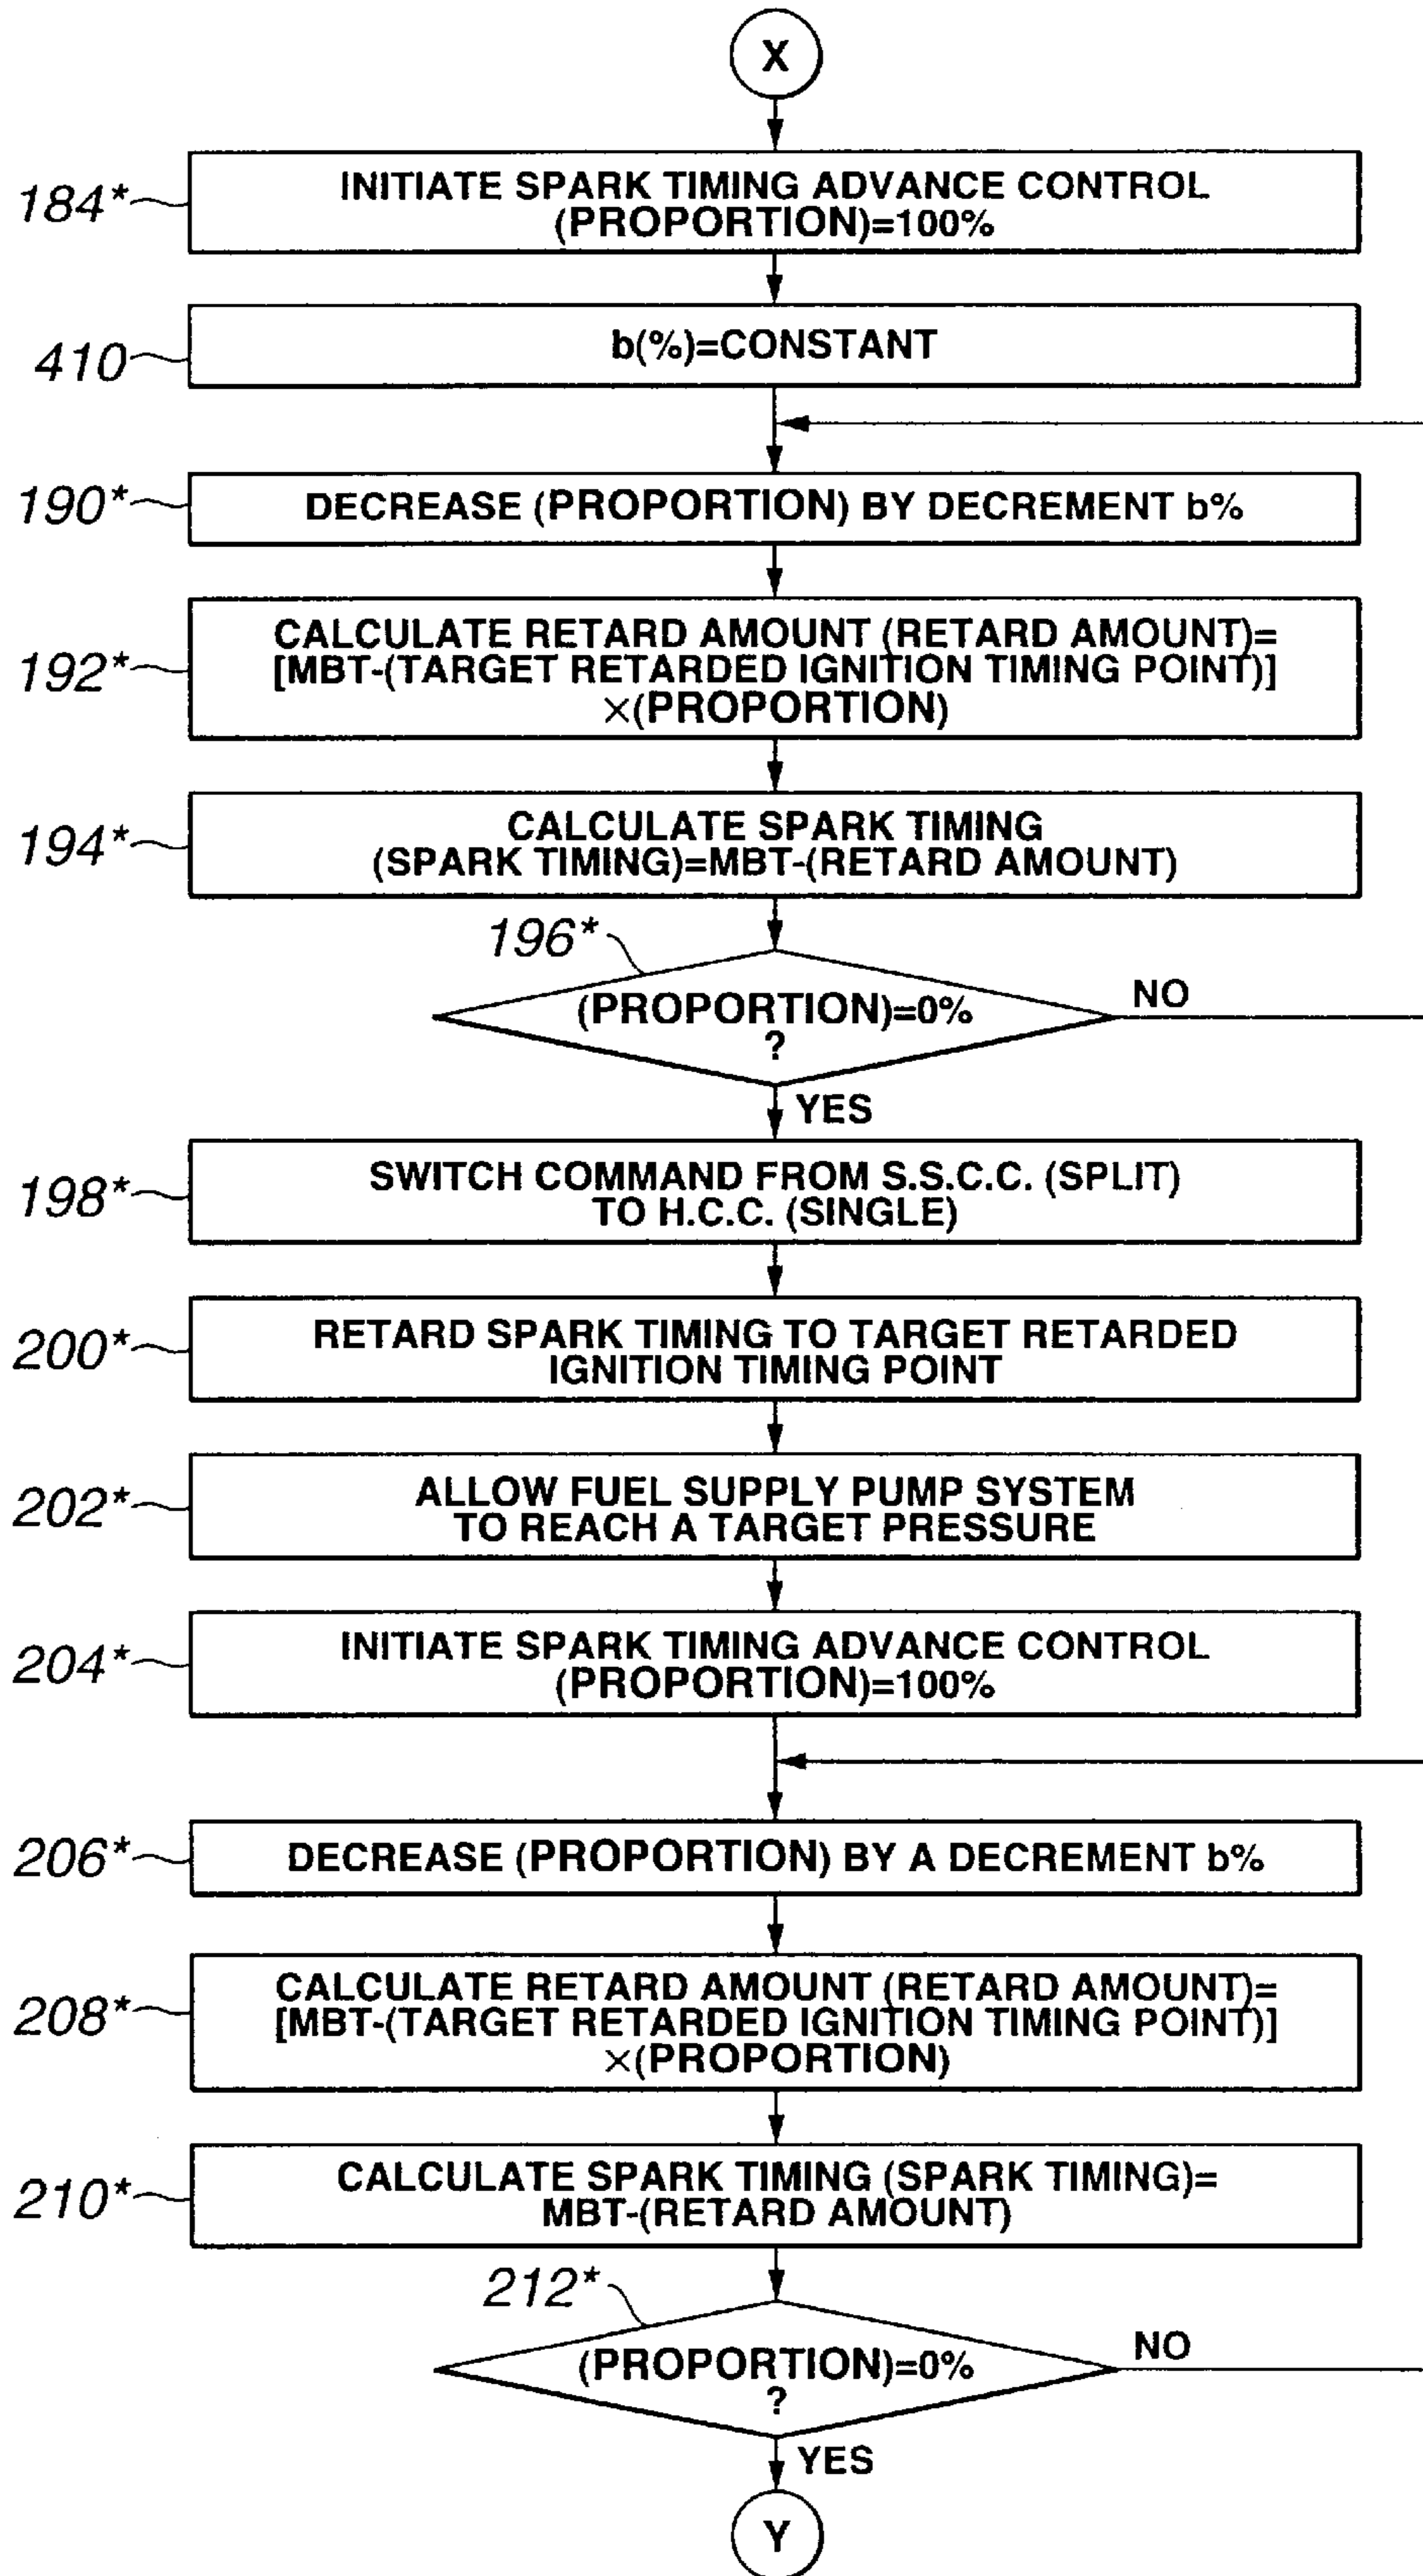 X
184*
INITIATE SPARK TIMING ADVANCE CONTROL
(PROPORTION)=100%
410
b(%)=CONSTANT
190*
DECREASE (PROPORTION) BY DECREMENT b%
192*
CALCULATE RETARD AMOUNT (RETARD AMOUNT)=
[MBT-(TARGET RETARDED IGNITION TIMING POINT)]
×(PROPORTION)
194*
CALCULATE SPARK TIMING
(SPARK TIMING)=MBT-(RETARD AMOUNT)
196*
(PROPORTION)=0%
?
NO
YES
198*
SWITCH COMMAND FROM S.S.C.C. (SPLIT)
TO H.C.C. (SINGLE)
200*
RETARD SPARK TIMING TO TARGET RETARDED
IGNITION TIMING POINT
202*
ALLOW FUEL SUPPLY PUMP SYSTEM
TO REACH A TARGET PRESSURE
204*
INITIATE SPARK TIMING ADVANCE CONTROL
(PROPORTION)=100%
206*
DECREASE (PROPORTION) BY A DECREMENT b%
208*
CALCULATE RETARD AMOUNT (RETARD AMOUNT)=
[MBT-(TARGET RETARDED IGNITION TIMING POINT)]
×(PROPORTION)
210*
CALCULATE SPARK TIMING (SPARK TIMING)=
MBT-(RETARD AMOUNT)
212*
(PROPORTION)=0%
?
NO
YES
Y